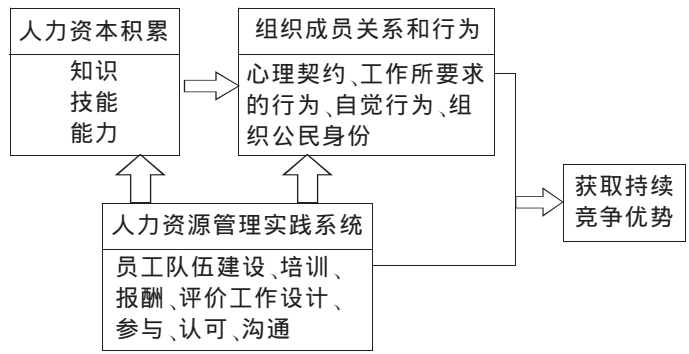 人力资本积累
知识
技能
能力
组织成员关系和行为
心理契约、工作所要求
的行为、自觉行为、组
织公民身份
人力资源管理实践系统
员工队伍建设、培训、
报酬、评价工作设计、
参与、认可、沟通
获取持续
竞争优势